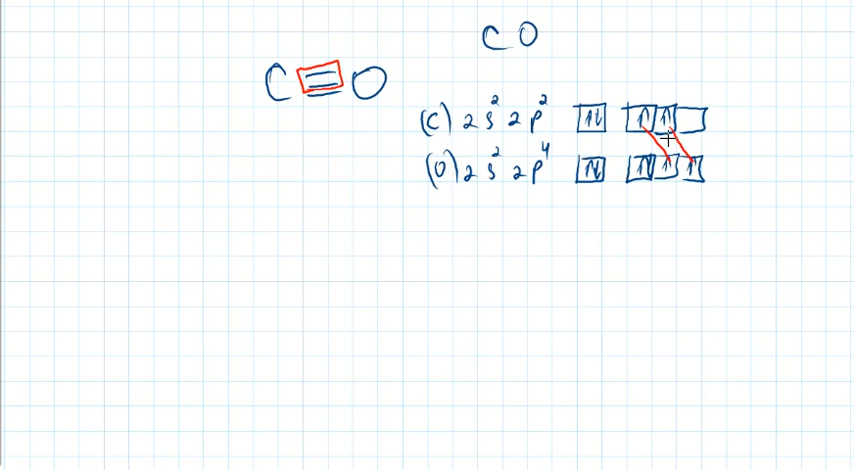 C O
C ≡ O
(C) 2s² 2p² [↑↓] [↑][↑][ ]
(O) 2s² 2p⁴ [↑↓] [↑↓][↑][↑]